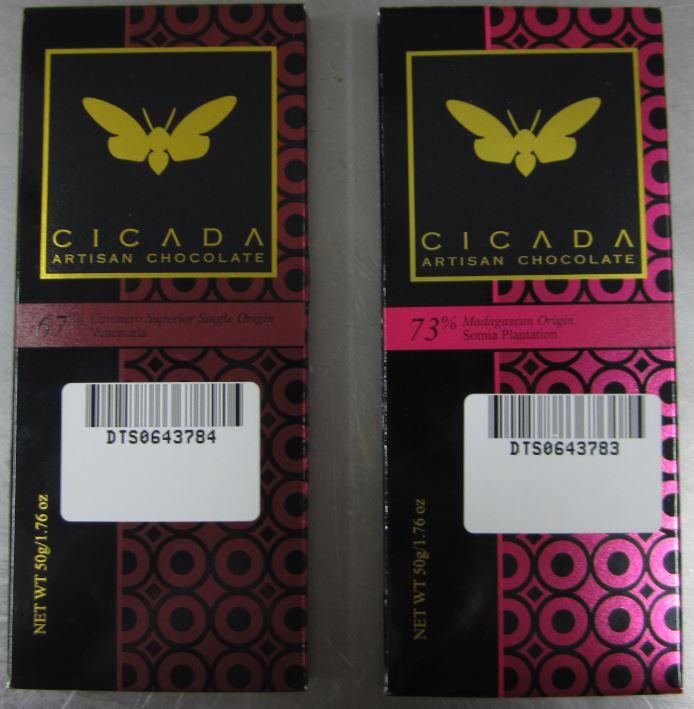 CICADA
ARTISAN CHOCOLATE
67% Carenero Superior Single Origin
Venezuela
DTS0643784
NET WT 50g/1.76 oz
CICADA
ARTISAN CHOCOLATE
73% Madagascan Origin
Somia Plantation
DTS0643783
NET WT 50g/1.76 oz